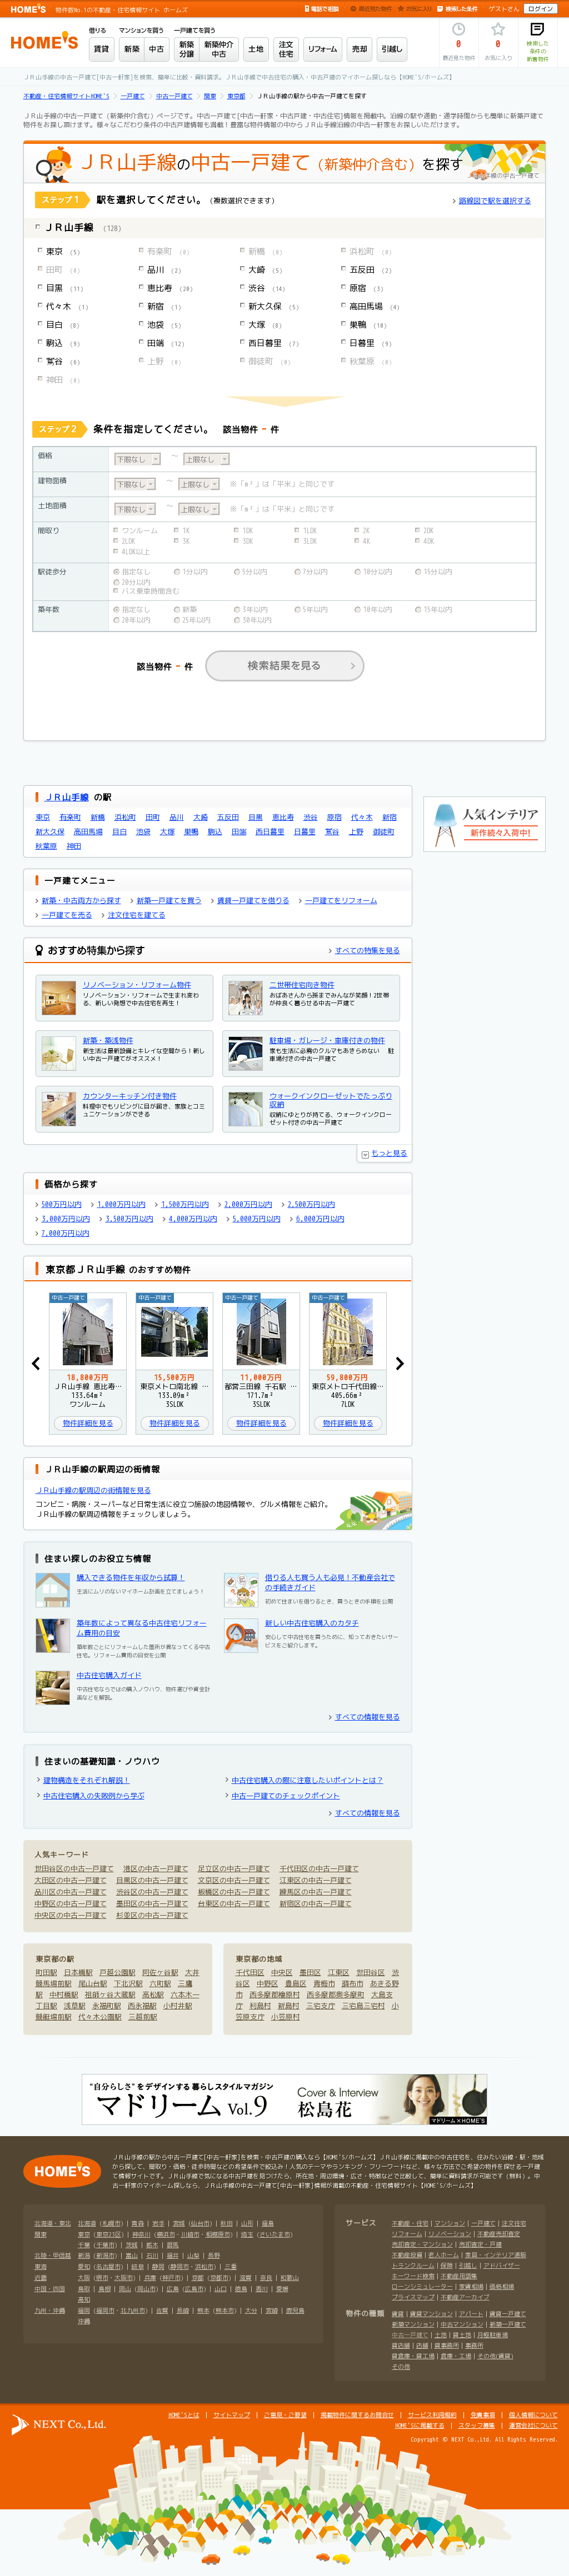 HOME'S 物件数No.1の不動産・住宅情報サイト ホームズ
電話で相談 最近見た物件 お気に入り 検索した条件 ゲストさん ログイン
HOME'S
借りる マンションを買う 一戸建てを買う
賃貸 新築 中古 新築分譲 新築仲介中古 土地 注文住宅 リフォーム 売却 引越し
0 最近見た物件 0 お気に入り 検索した条件の新着物件
ＪＲ山手線で中古一戸建て[中古一軒家]を検索、簡単に比較・資料請求。ＪＲ山手線で中古住宅の購入・中古戸建のマイホーム探しなら【HOME'S/ホームズ】
不動産・住宅情報サイトHOME'S 一戸建て 中古一戸建て 関東 東京都 ＪＲ山手線の駅から中古一戸建てを探す
ＪＲ山手線の中古一戸建て（新築仲介含む）ページです。中古一戸建て[中古一軒家・中古戸建・中古住宅]情報を掲載中。沿線の駅や通勤・通学時間からも簡単に新築戸建て物件をお探し頂けます。様々なこだわり条件の中古戸建情報も満載！豊富な物件情報の中からＪＲ山手線沿線の中古一軒家をお探しいただけます。
ＪＲ山手線の中古一戸建て（新築仲介含む）を探す
ＪＲ山手線の中古一戸建て
ステップ1 駅を選択してください。（複数選択できます）
路線図で駅を選択する
ＪＲ山手線 (128)
東京 (5) 有楽町 (0) 新橋 (0) 浜松町 (0)
田町 (0) 品川 (2) 大崎 (5) 五反田 (2)
目黒 (11) 恵比寿 (20) 渋谷 (14) 原宿 (3)
代々木 (1) 新宿 (1) 新大久保 (5) 高田馬場 (4)
目白 (8) 池袋 (5) 大塚 (8) 巣鴨 (10)
駒込 (9) 田端 (12) 西日暮里 (7) 日暮里 (9)
鴬谷 (6) 上野 (0) 御徒町 (0) 秋葉原 (0)
神田 (0)
ステップ2 条件を指定してください。 該当物件 - 件
価格 下限なし ～ 上限なし
建物面積 下限なし ～ 上限なし ※「m²」は「平米」と同じです
土地面積 下限なし ～ 上限なし ※「m²」は「平米」と同じです
間取り ワンルーム 1K 1DK 1LDK 2K 2DK
2LDK 3K 3DK 3LDK 4K 4DK
4LDK以上
駅徒歩分 指定なし 1分以内 5分以内 7分以内 10分以内 15分以内
20分以内
バス乗車時間含む
築年数 指定なし 新築 3年以内 5年以内 10年以内 15年以内
20年以内 25年以内 30年以内
該当物件 - 件 検索結果を見る
ＪＲ山手線 の駅
東京 有楽町 新橋 浜松町 田町 品川 大崎 五反田 目黒 恵比寿 渋谷 原宿 代々木 新宿
新大久保 高田馬場 目白 池袋 大塚 巣鴨 駒込 田端 西日暮里 日暮里 鴬谷 上野 御徒町
秋葉原 神田
人気インテリア
新作続々入荷中!
一戸建てメニュー
新築・中古両方から探す 新築一戸建てを買う 賃貸一戸建てを借りる 一戸建てをリフォーム
一戸建てを売る 注文住宅を建てる
おすすめ特集から探す
すべての特集を見る
リノベーション・リフォーム物件
リノベーション・リフォームで生まれ変わる、新しい発想で中古住宅を再生！
二世帯住宅向き物件
おばあさんから孫までみんなが笑顔！2世帯が仲良く暮らせる中古一戸建て
新築・築浅物件
新生活は最新設備とキレイな空間から！新しい中古一戸建てがオススメ！
駐車場・ガレージ・車庫付きの物件
家も生活に必需のクルマもあきらめない 駐車場付きの中古一戸建て
カウンターキッチン付き物件
料理中でもリビングに目が届き、家族とコミュニケーションができる
ウォークインクローゼットでたっぷり収納
収納にゆとりが持てる、ウォークインクローゼット付きの中古一戸建て
もっと見る
価格から探す
500万円以内 1,000万円以内 1,500万円以内 2,000万円以内 2,500万円以内
3,000万円以内 3,500万円以内 4,000万円以内 5,000万円以内 6,000万円以内
7,000万円以内
東京都ＪＲ山手線 のおすすめ物件
中古一戸建て 中古一戸建て 中古一戸建て 中古一戸建て
18,800万円 15,500万円 11,000万円 59,800万円
ＪＲ山手線 恵比寿… 東京メトロ南北線 … 都営三田線 千石駅 … 東京メトロ千代田線…
133.64m² 133.09m² 171.7m² 405.66m²
ワンルーム 3SLDK 3SLDK 7LDK
物件詳細を見る 物件詳細を見る 物件詳細を見る 物件詳細を見る
ＪＲ山手線の駅周辺の街情報
ＪＲ山手線の駅周辺の街情報を見る
コンビニ・病院・スーパーなど日常生活に役立つ施設の地図情報や、グルメ情報をご紹介。
ＪＲ山手線の駅周辺情報をチェックしましょう。
住まい探しのお役立ち情報
購入できる物件を年収から試算！
生活にムリのないマイホーム計画を立てましょう！
借りる人も買う人も必見！不動産会社での手続きガイド
初めて住まいを借りるとき、買うときの手順を公開
築年数によって異なる中古住宅リフォーム費用の目安
築年数ごとにリフォームした箇所が異なってくる中古住宅。リフォーム費用の目安を公開
新しい中古住宅購入のカタチ
安心して中古住宅を買うために、知っておきたいサービスをご紹介します。
中古住宅購入ガイド
中古住宅ならではの購入ノウハウ、物件選びや資金計画などを解説。
すべての情報を見る
住まいの基礎知識・ノウハウ
建物構造をそれぞれ解説！ 中古住宅購入の際に注意したいポイントとは？
中古住宅購入の失敗例から学ぶ 中古一戸建てのチェックポイント
すべての情報を見る
人気キーワード
世田谷区の中古一戸建て 港区の中古一戸建て 足立区の中古一戸建て 千代田区の中古一戸建て
大田区の中古一戸建て 目黒区の中古一戸建て 文京区の中古一戸建て 江東区の中古一戸建て
品川区の中古一戸建て 渋谷区の中古一戸建て 板橋区の中古一戸建て 練馬区の中古一戸建て
中野区の中古一戸建て 墨田区の中古一戸建て 台東区の中古一戸建て 新宿区の中古一戸建て
中央区の中古一戸建て 杉並区の中古一戸建て
東京都の駅
町田駅 日本橋駅 戸越公園駅 阿佐ヶ谷駅 大井競馬場前駅 尾山台駅 下北沢駅 六町駅 三鷹駅 中村橋駅 祖師ヶ谷大蔵駅 高松駅 六本木一丁目駅 浅草駅 永福町駅 西永福駅 小村井駅 競艇場前駅 代々木公園駅 三越前駅
東京都の地域
千代田区 中央区 墨田区 江東区 世田谷区 渋谷区 中野区 豊島区 青梅市 調布市 あきる野市 西多摩郡檜原村 西多摩郡奥多摩町 大島支庁 利島村 新島村 三宅支庁 三宅島三宅村 小笠原支庁 小笠原村
"自分らしさ"をデザインする暮らしスタイルマガジン
マドリーム Vol.9
Cover & Interview
松島花
マドリーム×HOME'S
HOME'S
ＪＲ山手線の駅から中古一戸建て[中古一軒家]を検索・中古戸建の購入なら【HOME'S/ホームズ】ＪＲ山手線に掲載中の中古住宅を、住みたい沿線・駅・地域から探して、間取り・価格・徒歩時間などの希望条件で絞込み！人気のテーマやランキング・フリーワードなど、様々な方法でご希望の物件を探せる一戸建て情報サイトです。ＪＲ山手線で気になる中古戸建を見つけたら、所在地・周辺環境・広さ・特徴などで比較して、簡単に資料請求が可能です（無料）。中古一軒家のマイホーム探しなら、ＪＲ山手線の中古一戸建て[中古一軒家]情報が満載の不動産・住宅情報サイト【HOME'S/ホームズ】
北海道・東北 北海道 (札幌市) | 青森 | 岩手 | 宮城 (仙台市) | 秋田 | 山形 | 福島
関東 東京 (東京23区) | 神奈川 (横浜市・川崎市・相模原市) | 埼玉 (さいたま市)
千葉 (千葉市) | 茨城 | 栃木 | 群馬
北陸・甲信越 新潟 (新潟市) | 富山 | 石川 | 福井 | 山梨 | 長野
東海 愛知 (名古屋市) | 岐阜 | 静岡 (静岡市・浜松市) | 三重
近畿 大阪 (堺市・大阪市) | 兵庫 (神戸市) | 京都 (京都市) | 滋賀 | 奈良 | 和歌山
中国・四国 鳥取 | 島根 | 岡山 (岡山市) | 広島 (広島市) | 山口 | 徳島 | 香川 | 愛媛
高知
九州・沖縄 福岡 (福岡市・北九州市) | 佐賀 | 長崎 | 熊本 (熊本市) | 大分 | 宮崎 | 鹿児島
沖縄
サービス 不動産・住宅 | マンション | 一戸建て | 注文住宅
リフォーム | リノベーション | 不動産売却査定
売却査定・マンション | 売却査定・戸建
不動産投資 | 老人ホーム | 家具・インテリア通販
トランクルーム | 保険 | 引越し | アドバイザー
キーワード検索 | 不動産用語集
ローンシミュレーター | 家賃相場 | 価格相場
プライスマップ | 不動産アーカイブ
物件の種類 賃貸 | 賃貸マンション | アパート | 賃貸一戸建て
新築マンション | 中古マンション | 新築一戸建て
中古一戸建て | 土地 | 貸土地 | 月極駐車場
貸店舗 | 店舗 | 貸事務所 | 事務所
貸倉庫・貸工場 | 倉庫・工場 | その他(賃貸)
その他
NEXT Co., Ltd.
HOME'Sとは | サイトマップ | ご意見・ご要望 | 掲載物件に関するお問合せ | サービス利用規約 | 免責事項 | 個人情報について
HOME'Sに掲載する | スタッフ募集 | 運営会社について
Copyright © NEXT Co.,Ltd. All Rights Reserved.